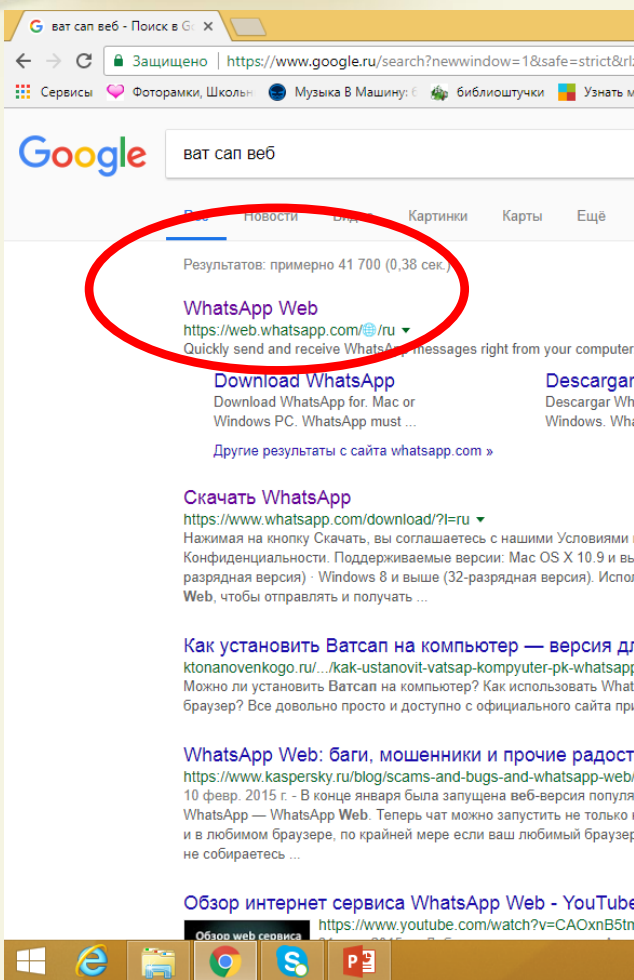 ват сап веб - Поиск в Go
Защищено | https://www.google.ru/search?newwindow=1&safe=strict&rl
Сервисы Фоторамки, Школьн Музыка В Машину: библиоштучки Узнать м
Google ват сап веб
Все Новости Видео Картинки Карты Ещё
Результатов: примерно 41 700 (0,38 сек.)
WhatsApp Web
https://web.whatsapp.com/🌐/ru ▼
Quickly send and receive WhatsApp messages right from your computer
Download WhatsApp Descargar
Download WhatsApp for. Mac or Descargar Wh
Windows PC. WhatsApp must ... Windows. Wha
Другие результаты с сайта whatsapp.com »
Скачать WhatsApp
https://www.whatsapp.com/download/?l=ru ▼
Нажимая на кнопку Скачать, вы соглашаетесь с нашими Условиями
Конфиденциальности. Поддерживаемые версии: Mac OS X 10.9 и вы
разрядная версия) · Windows 8 и выше (32-разрядная версия). Испол
Web, чтобы отправлять и получать ...
Как установить Ватсап на компьютер — версия дл
ktonanovenkogo.ru/.../kak-ustanovit-vatsap-kompyuter-pk-whatsapp
Можно ли установить Ватсап на компьютер? Как использовать What
браузер? Все довольно просто и доступно с официального сайта при
WhatsApp Web: баги, мошенники и прочие радост
https://www.kaspersky.ru/blog/scams-and-bugs-and-whatsapp-web/
10 февр. 2015 г. - В конце января была запущена веб-версия популя
WhatsApp — WhatsApp Web. Теперь чат можно запустить не только
и в любимом браузере, по крайней мере если ваш любимый браузер
не собираетесь ...
Обзор интернет сервиса WhatsApp Web - YouTube
Обзор web сервиса https://www.youtube.com/watch?v=CAOxnB5tn